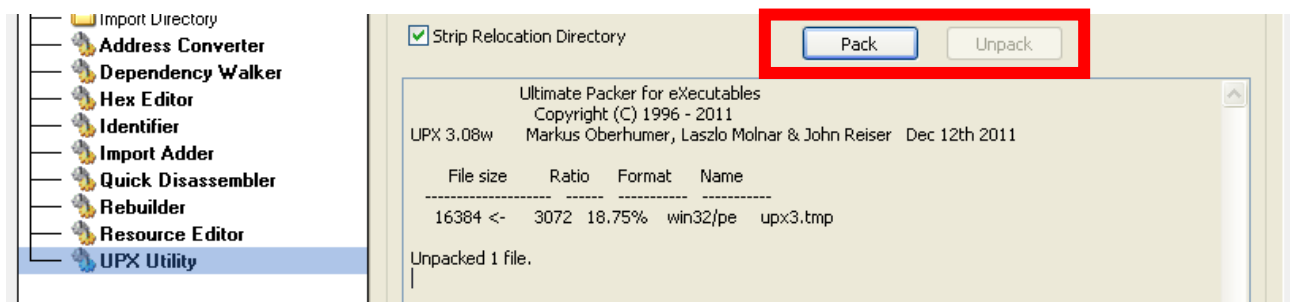 Import Directory
Address Converter
Dependency Walker
Hex Editor
Identifier
Import Adder
Quick Disassembler
Rebuilder
Resource Editor
UPX Utility
Strip Relocation Directory
Pack
Unpack
Ultimate Packer for eXecutables
Copyright (C) 1996 - 2011
UPX 3.08w Markus Oberhumer, Laszlo Molnar & John Reiser Dec 12th 2011
File size Ratio Format Name
-------------------- ------ ----------- -----------
16384 <- 3072 18.75% win32/pe upx3.tmp
Unpacked 1 file.